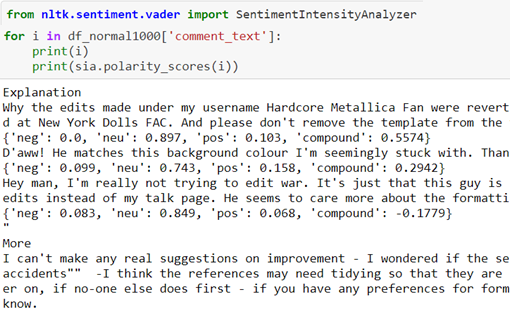 from nltk.sentiment.vader import SentimentIntensityAnalyzer
for i in df_normal1000['comment_text']:
print(i)
print(sia.polarity_scores(i))
Explanation
Why the edits made under my username Hardcore Metallica Fan were revert
d at New York Dolls FAC. And please don't remove the template from the
{'neg': 0.0, 'neu': 0.897, 'pos': 0.103, 'compound': 0.5574}
D'aww! He matches this background colour I'm seemingly stuck with. Than
{'neg': 0.099, 'neu': 0.743, 'pos': 0.158, 'compound': 0.2942}
Hey man, I'm really not trying to edit war. It's just that this guy is
edits instead of my talk page. He seems to care more about the formatti
{'neg': 0.083, 'neu': 0.849, 'pos': 0.068, 'compound': -0.1779}
"
More
I can't make any real suggestions on improvement - I wondered if the se
accidents""  -I think the references may need tidying so that they are
er on, if no-one else does first - if you have any preferences for form
know.